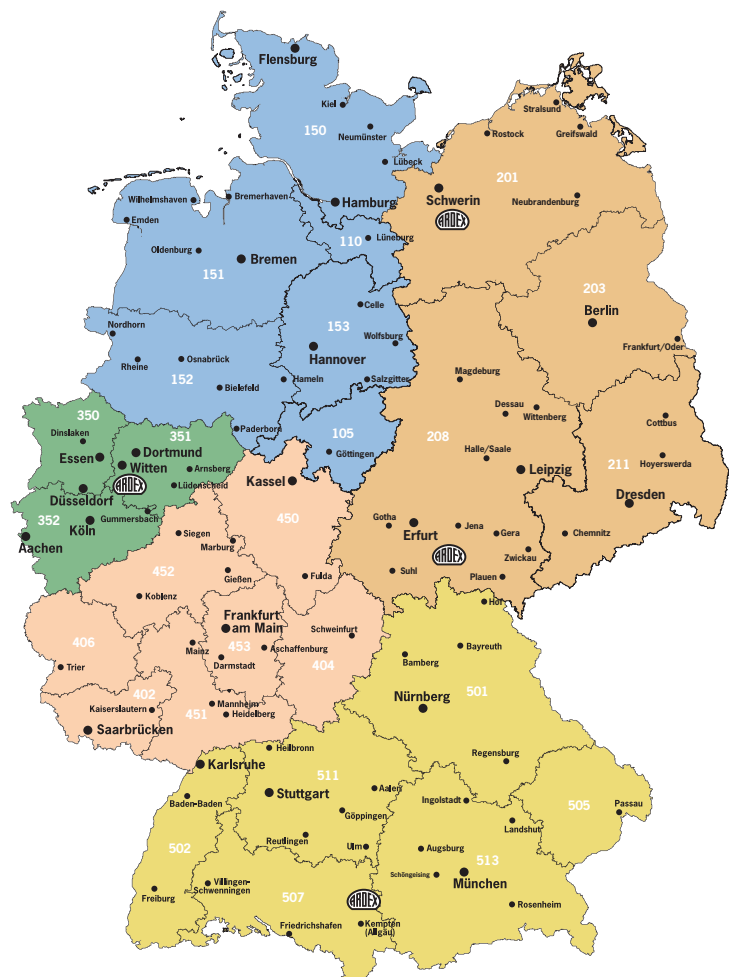 Flensburg
Stralsund
Kiel
150
Rostock
Greifswald
Neumünster
Lübeck
201
Schwerin
Neubrandenburg
Wilhelmshaven
Bremerhaven
Hamburg
ARDEX
Emden
110
Lüneburg
Oldenburg
Bremen
151
203
Celle
Berlin
Nordhorn
153
Wolfsburg
Hannover
Frankfurt/Oder
Rheine
Osnabrück
152
Bielefeld
Hameln
Salzgitter
Magdeburg
Dessau
Wittenberg
350
Dinslaken
351
Paderborn
105
Göttingen
208
Cottbus
Essen
Dortmund
Witten
Arnsberg
Halle/Saale
Leipzig
211
Hoyerswerda
ARDEX
Lüdenscheid
Kassel
Düsseldorf
Dresden
352
Köln
Gummersbach
450
Gotha
Erfurt
Jena
Gera
Chemnitz
Aachen
Siegen
Marburg
ARDEX
Zwickau
452
Gießen
Fulda
Suhl
Plauen
Koblenz
Hof
Frankfurt
am Main
Schweinfurt
406
Mainz
453
Aschaffenburg
404
Bamberg
Bayreuth
Trier
Darmstadt
402
Kaiserslautern
451
Mannheim
Heidelberg
Nürnberg
501
Saarbrücken
Heilbronn
Regensburg
Karlsruhe
511
Stuttgart
Aalen
Baden-Baden
Ingolstadt
505
Passau
Göppingen
Landshut
502
Reutlingen
Ulm
Augsburg
513
Schöngeising
München
Villingen-
Schwenningen
Freiburg
507
ARDEX
Rosenheim
Friedrichshafen
Kempten
(Allgäu)